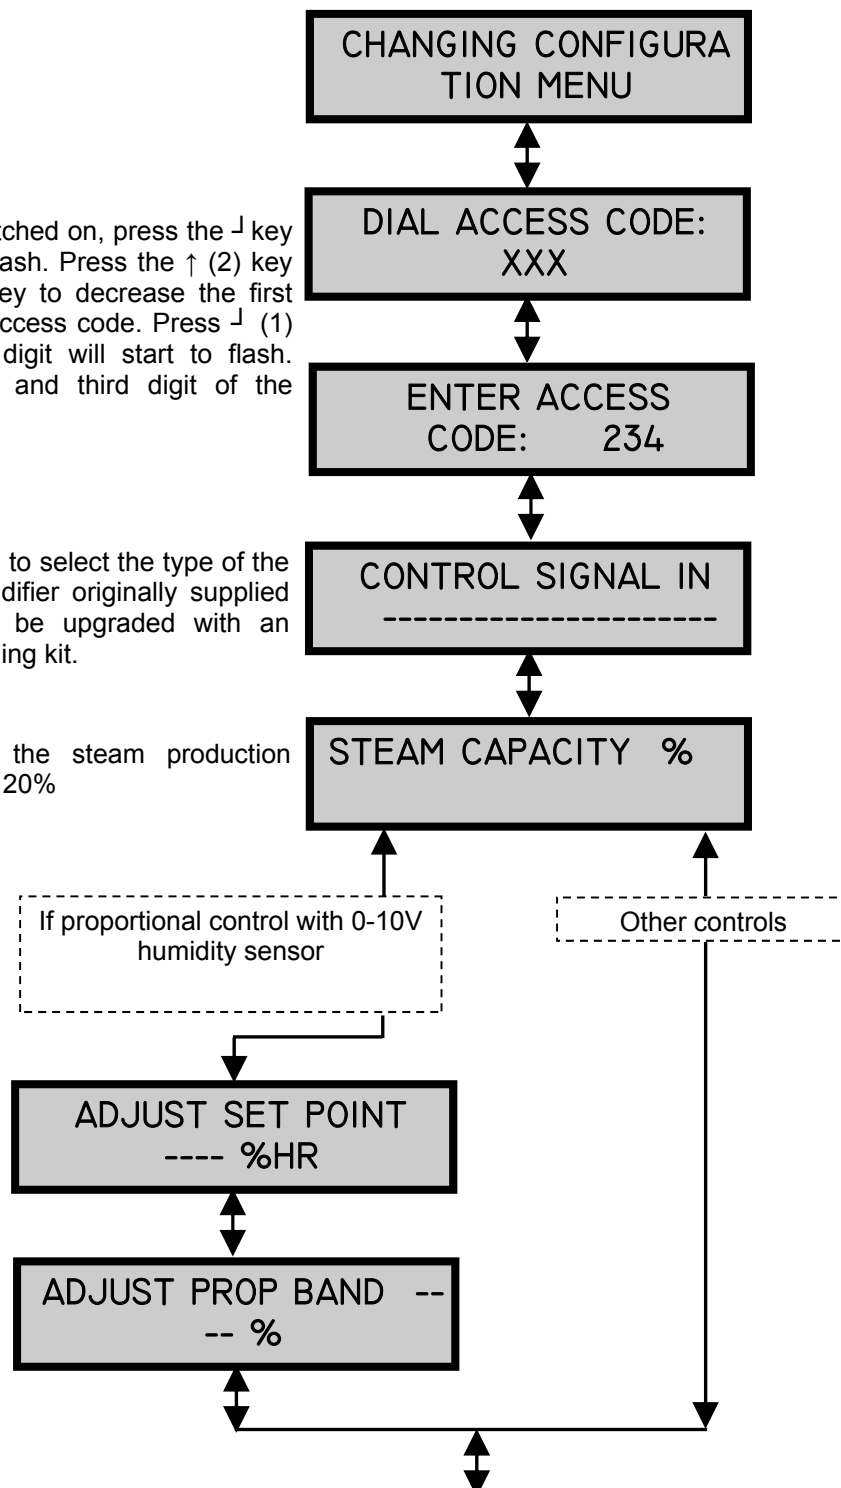 CHANGING CONFIGURA
TION MENU
tched on, press the ┘key
lash. Press the ↑ (2) key
ey to decrease the first
ccess code. Press ┘ (1)
digit will start to flash.
and third digit of the
DIAL ACCESS CODE:
XXX
ENTER ACCESS
CODE: 234
to select the type of the
difier originally supplied
be upgraded with an
ing kit.
CONTROL SIGNAL IN
----------------------
the steam production
20%
STEAM CAPACITY %
If proportional control with 0-10V
humidity sensor
Other controls
ADJUST SET POINT
---- %HR
ADJUST PROP BAND --
-- %